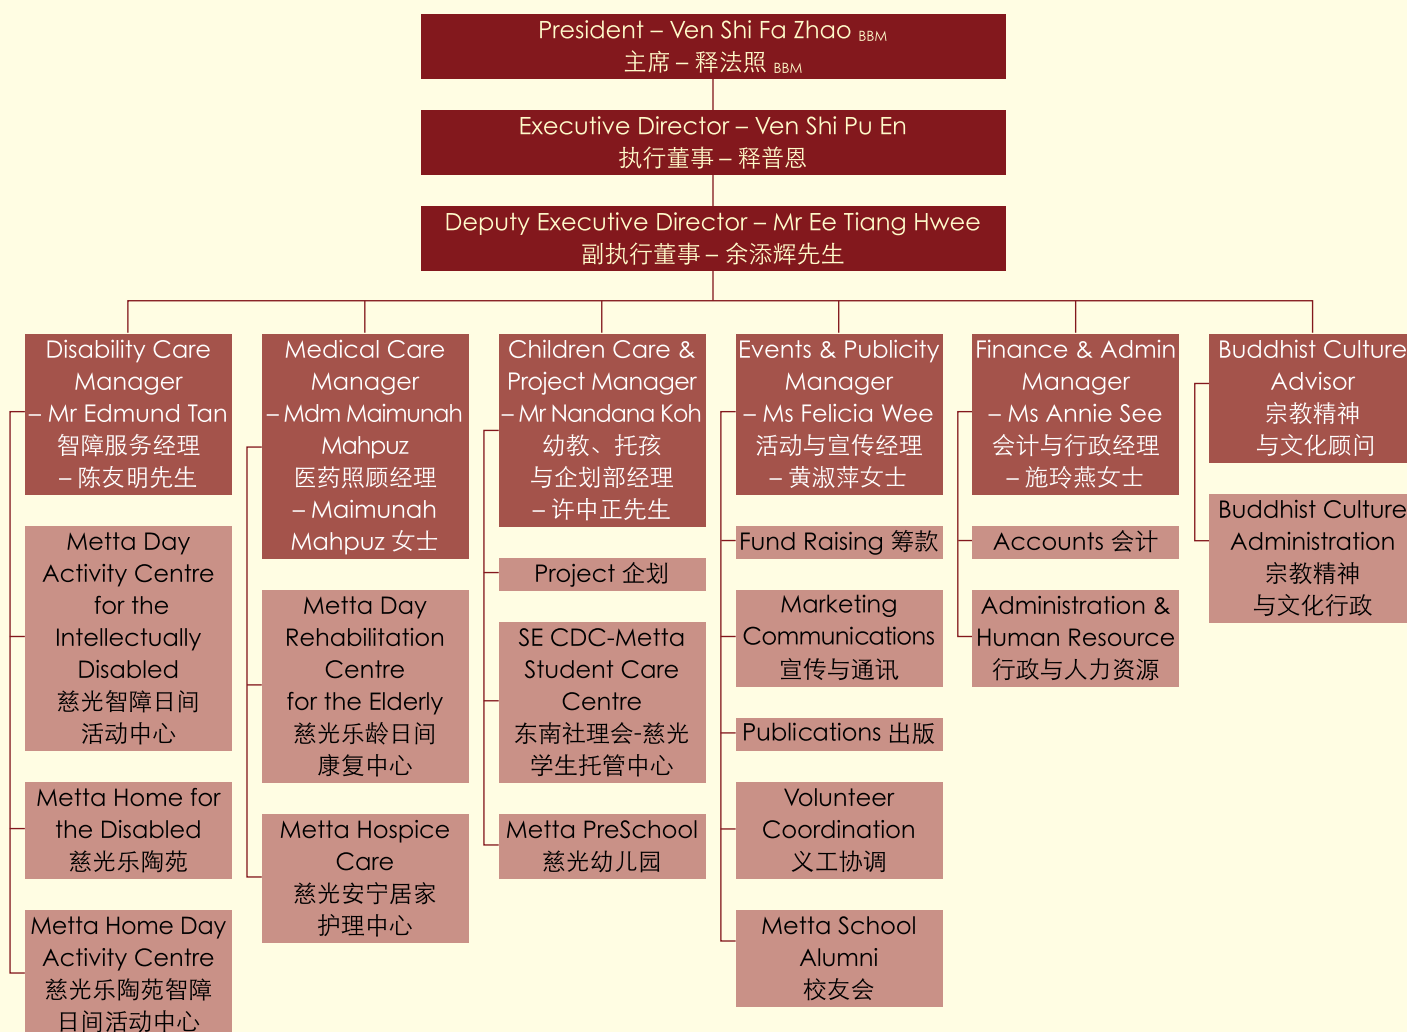 President – Ven Shi Fa Zhao BBM
主席 – 释法照 BBM
Executive Director – Ven Shi Pu En
执行董事 – 释普恩
Deputy Executive Director – Mr Ee Tiang Hwee
副执行董事 – 余添辉先生
Disability Care
Manager
– Mr Edmund Tan
智障服务经理
– 陈友明先生
Metta Day
Activity Centre
for the
Intellectually
Disabled
慈光智障日间
活动中心
Metta Home for
the Disabled
慈光乐陶苑
Metta Home Day
Activity Centre
慈光乐陶苑智障
日间活动中心
Medical Care
Manager
– Mdm Maimunah
Mahpuz
医药照顾经理
– Maimunah
Mahpuz 女士
Metta Day
Rehabilitation
Centre
for the Elderly
慈光乐龄日间
康复中心
Metta Hospice
Care
慈光安宁居家
护理中心
Children Care &
Project Manager
– Mr Nandana Koh
幼教、托孩
与企划部经理
– 许中正先生
Project 企划
SE CDC-Metta
Student Care
Centre
东南社理会-慈光
学生托管中心
Metta PreSchool
慈光幼儿园
Events & Publicity
Manager
– Ms Felicia Wee
活动与宣传经理
– 黄淑萍女士
Fund Raising 筹款
Marketing
Communications
宣传与通讯
Publications 出版
Volunteer
Coordination
义工协调
Metta School
Alumni
校友会
Finance & Admin
Manager
– Ms Annie See
会计与行政经理
– 施玲燕女士
Accounts 会计
Administration &
Human Resource
行政与人力资源
Buddhist Culture
Advisor
宗教精神
与文化顾问
Buddhist Culture
Administration
宗教精神
与文化行政